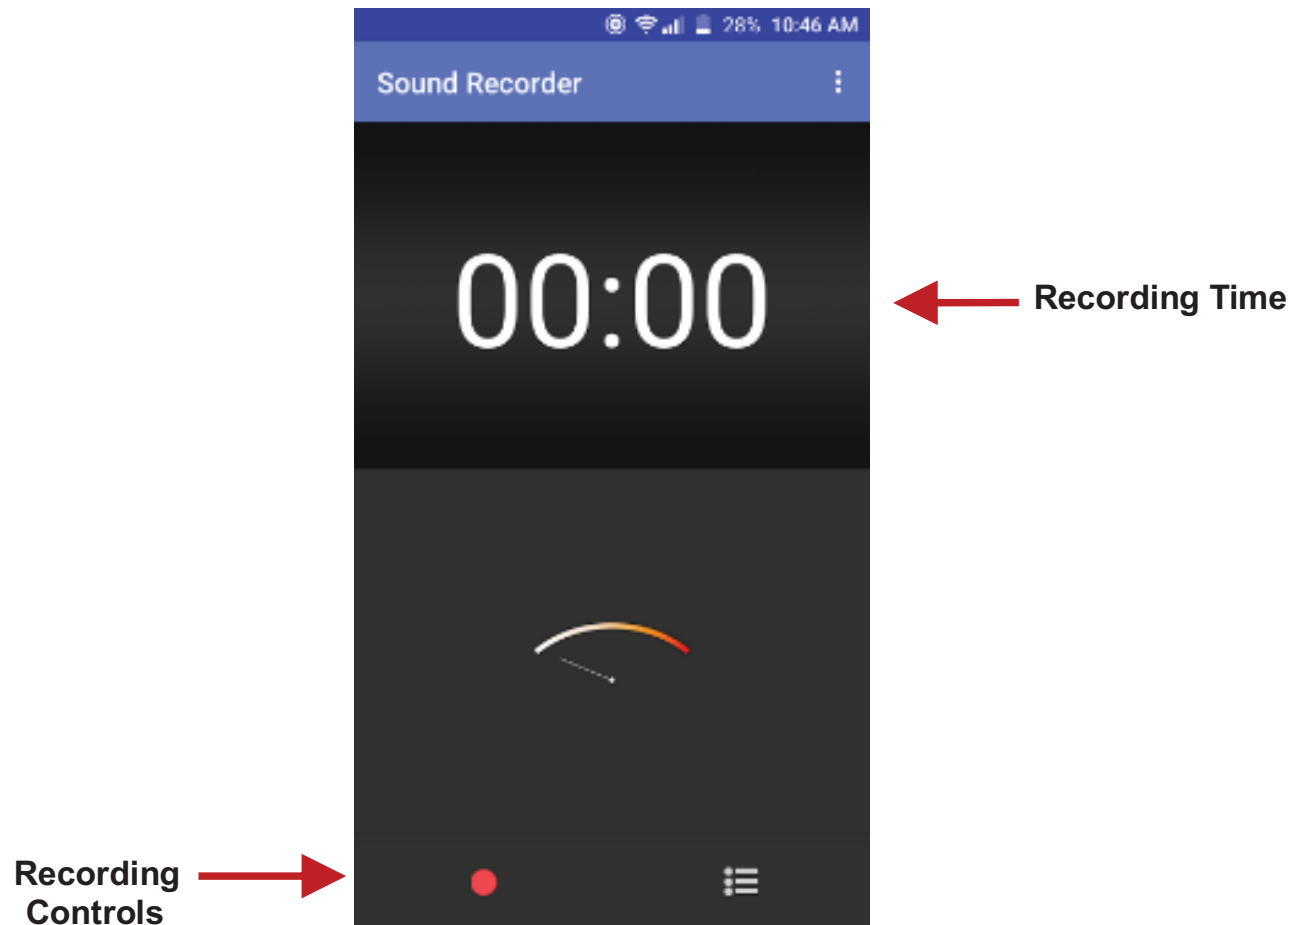 28% 10:46 AM
Sound Recorder
00:00
Recording Time
Recording
Controls